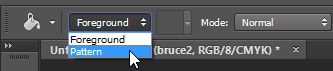 Foreground Mode: Normal
Foreground
Pattern
Unt (bruce2, RGB/8/CMYK) * ×